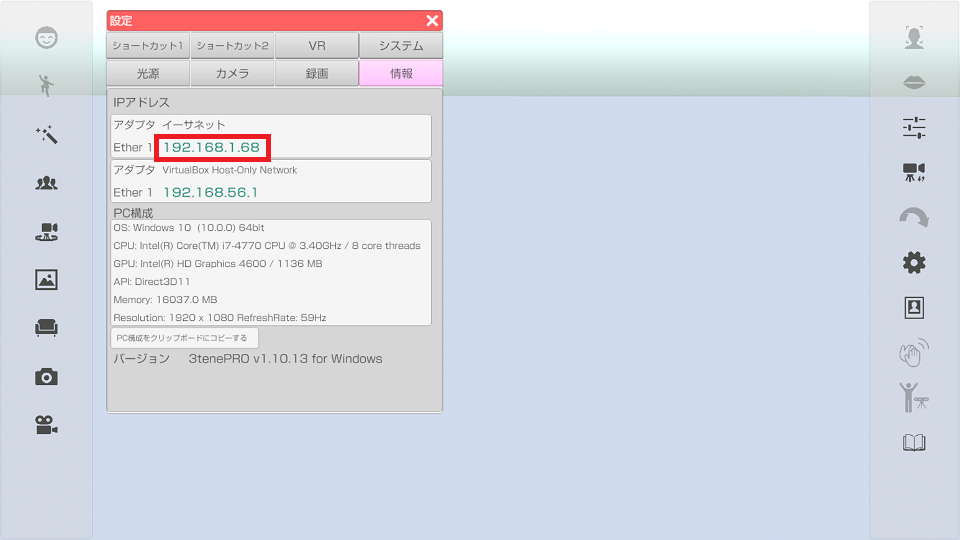 設定
ショートカット1 ショートカット2 VR システム
光源 カメラ 録画 情報
IPアドレス
アダプタ イーサネット
Ether 1 192.168.1.68
アダプタ VirtualBox Host-Only Network
Ether 1 192.168.56.1
PC構成
OS: Windows 10 (10.0.0) 64bit
CPU: Intel(R) Core(TM) i7-4770 CPU @ 3.40GHz / 8 core threads
GPU: Intel(R) HD Graphics 4600 / 1136 MB
API: Direct3D11
Memory: 16037.0 MB
Resolution: 1920 x 1080 RefreshRate: 59Hz
PC構成をクリップボードにコピーする
バージョン 3tenePRO v1.10.13 for Windows